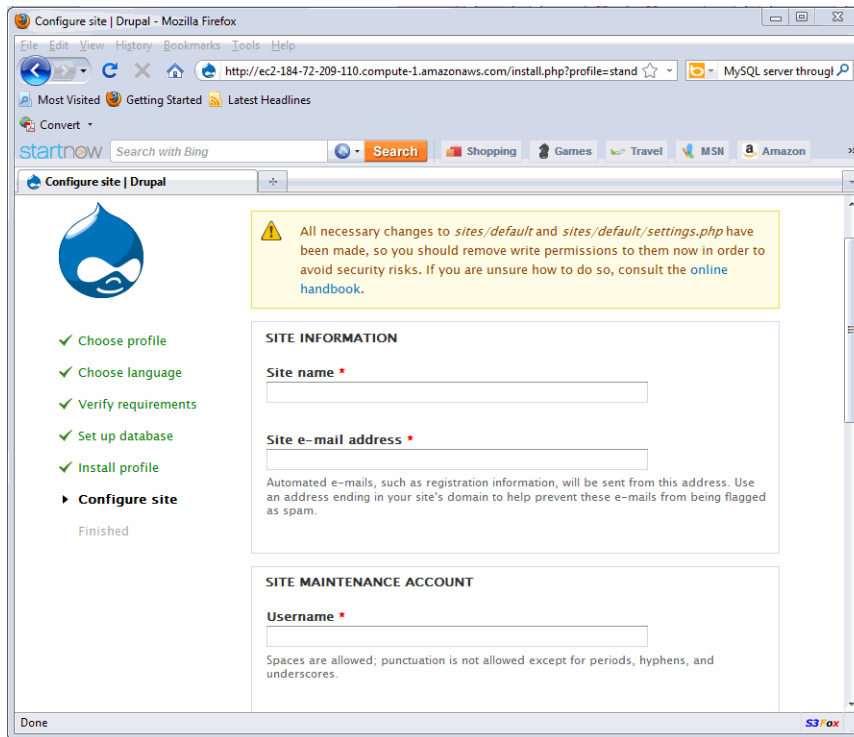 Configure site | Drupal - Mozilla Firefox
File Edit View History Bookmarks Tools Help
http://ec2-184-72-209-110.compute-1.amazonaws.com/install.php?profile=stand
MySQL server throug
Most Visited Getting Started Latest Headlines
Convert
startnow Search with Bing Search Shopping Games Travel MSN Amazon »
Configure site | Drupal
All necessary changes to sites/default and sites/default/settings.php have
been made, so you should remove write permissions to them now in order to
avoid security risks. If you are unsure how to do so, consult the online
handbook.
Choose profile
Choose language
Verify requirements
Set up database
Install profile
Configure site
Finished
SITE INFORMATION
Site name *
Site e-mail address *
Automated e-mails, such as registration information, will be sent from this address. Use
an address ending in your site's domain to help prevent these e-mails from being flagged
as spam.
SITE MAINTENANCE ACCOUNT
Username *
Spaces are allowed; punctuation is not allowed except for periods, hyphens, and
underscores.
Done
S3Fox